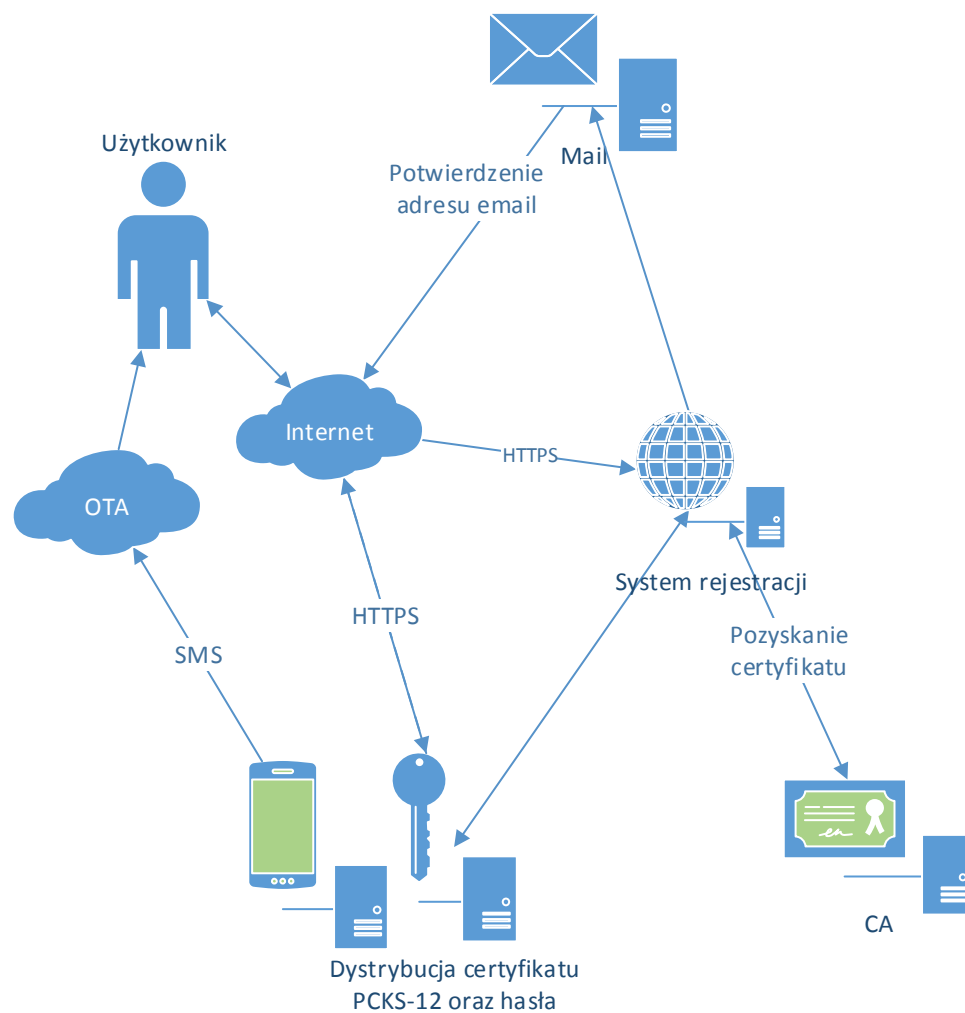 Użytkownik
Mail
Potwierdzenie
adresu email
Internet
HTTPS
OTA
System rejestracji
HTTPS
SMS
Pozyskanie
certyfikatu
CA
Dystrybucja certyfikatu
PCKS-12 oraz hasła